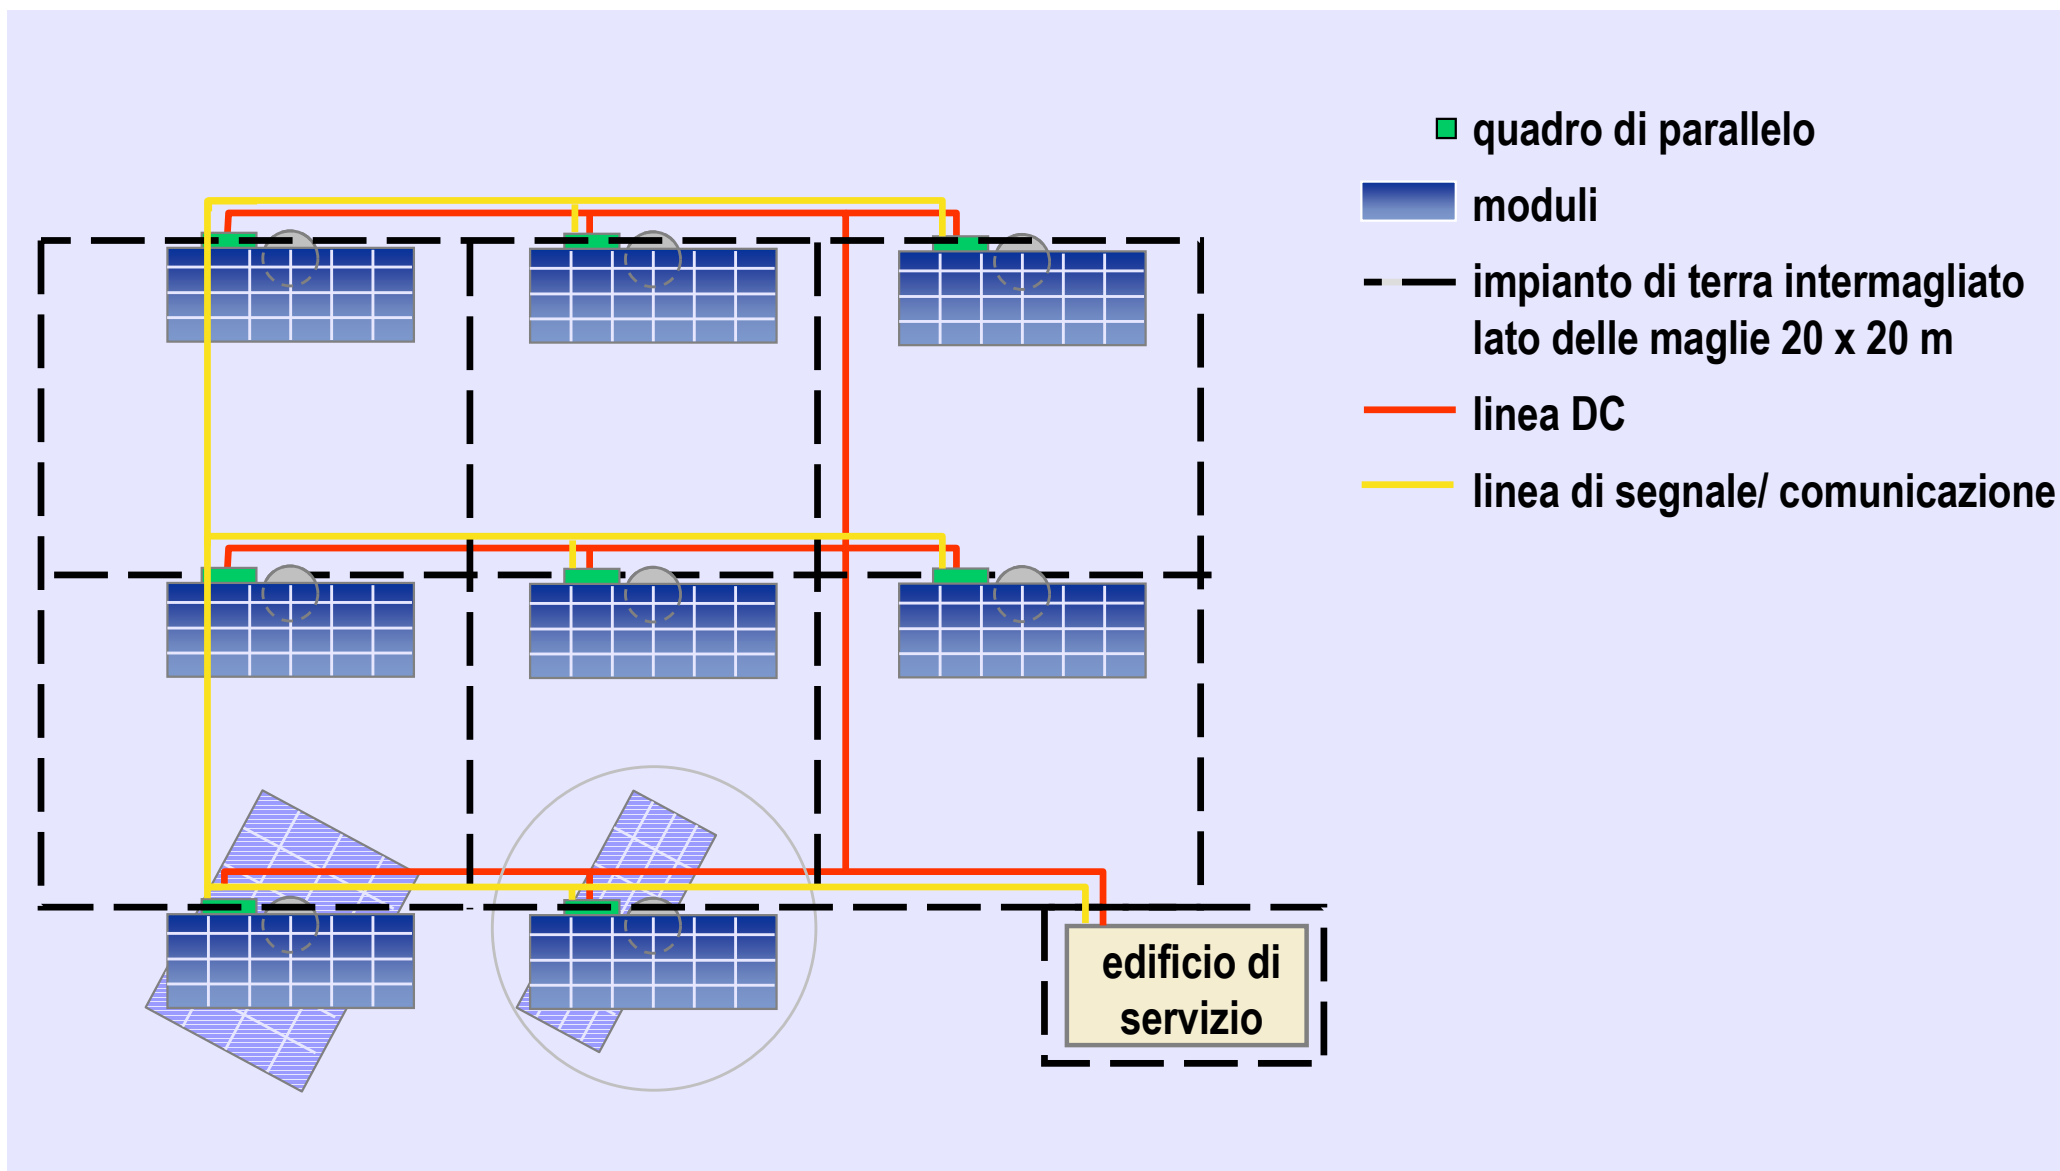 quadro di parallelo
moduli
impianto di terra intermagliato
lato delle maglie 20 x 20 m
linea DC
linea di segnale/ comunicazione
edificio di
servizio